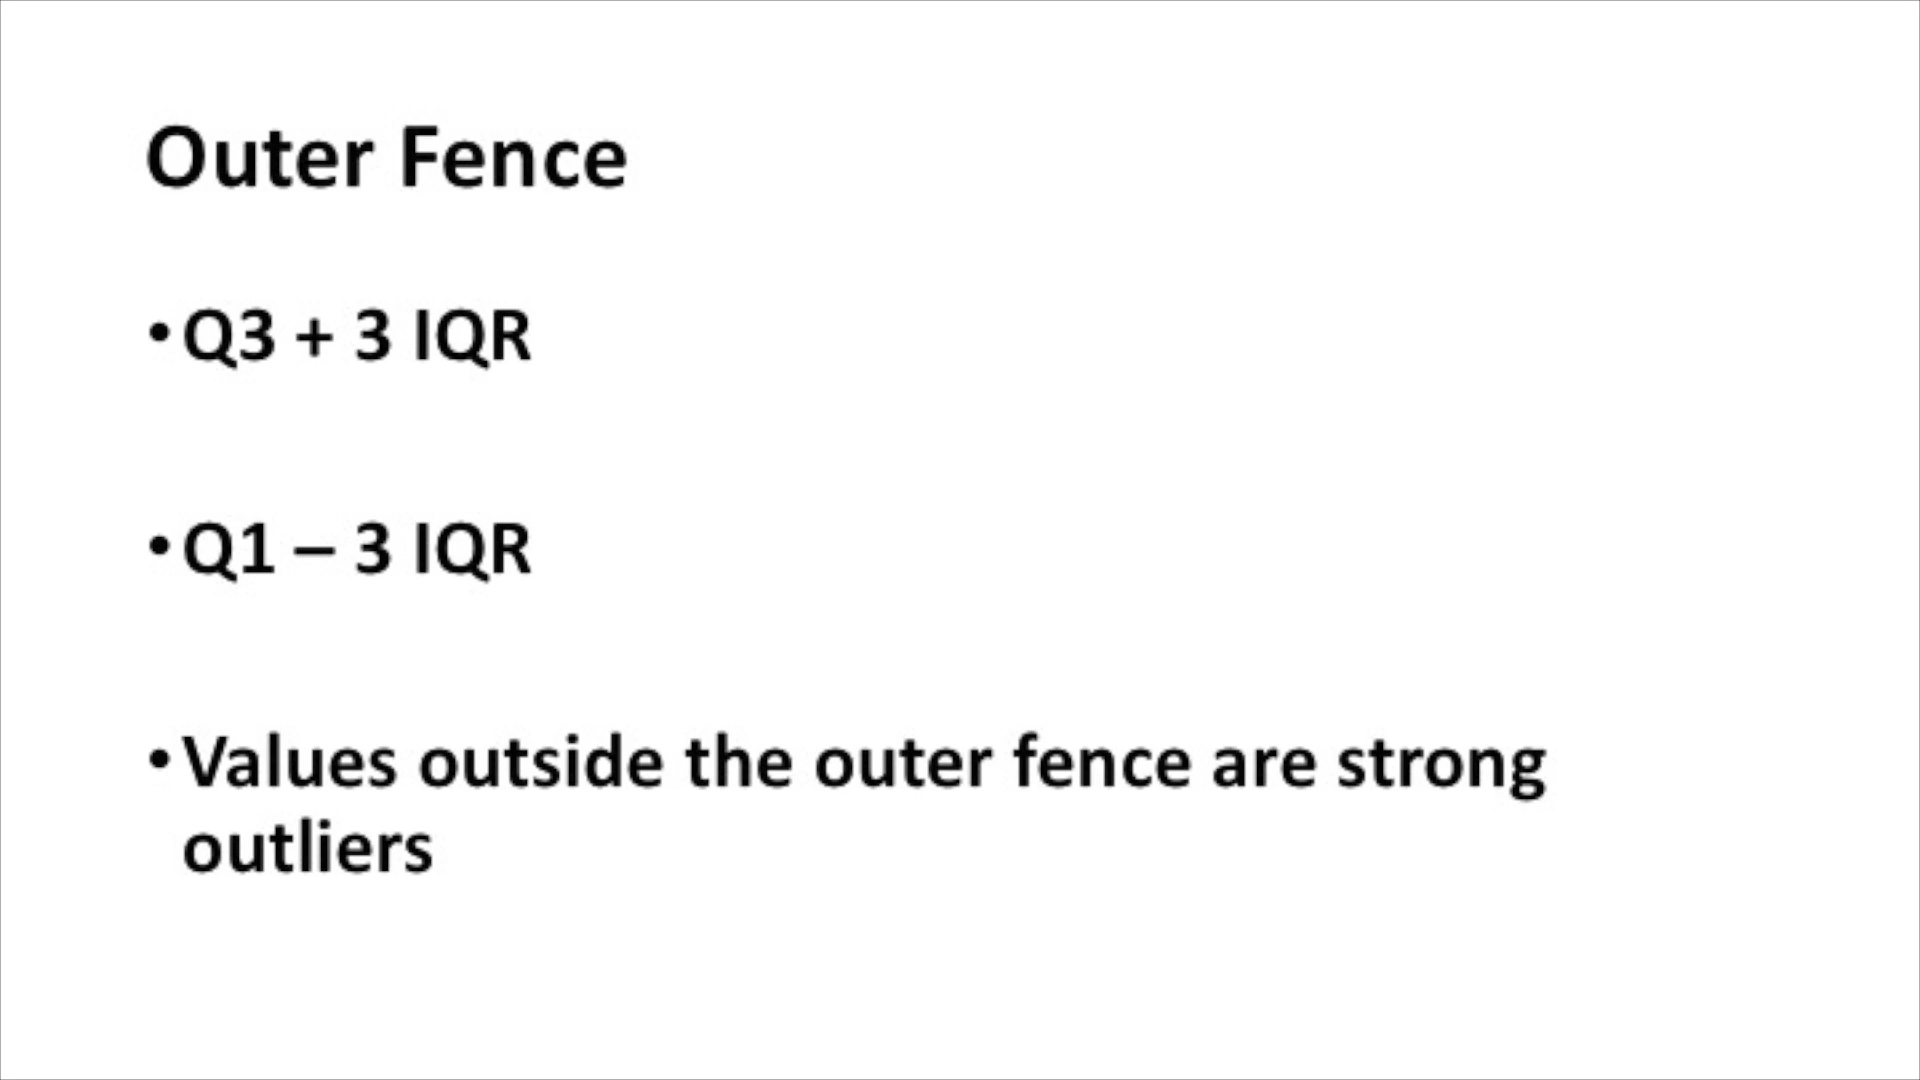 Outer Fence
•Q3 + 3 IQR
•Q1 – 3 IQR
•Values outside the outer fence are strong
outliers